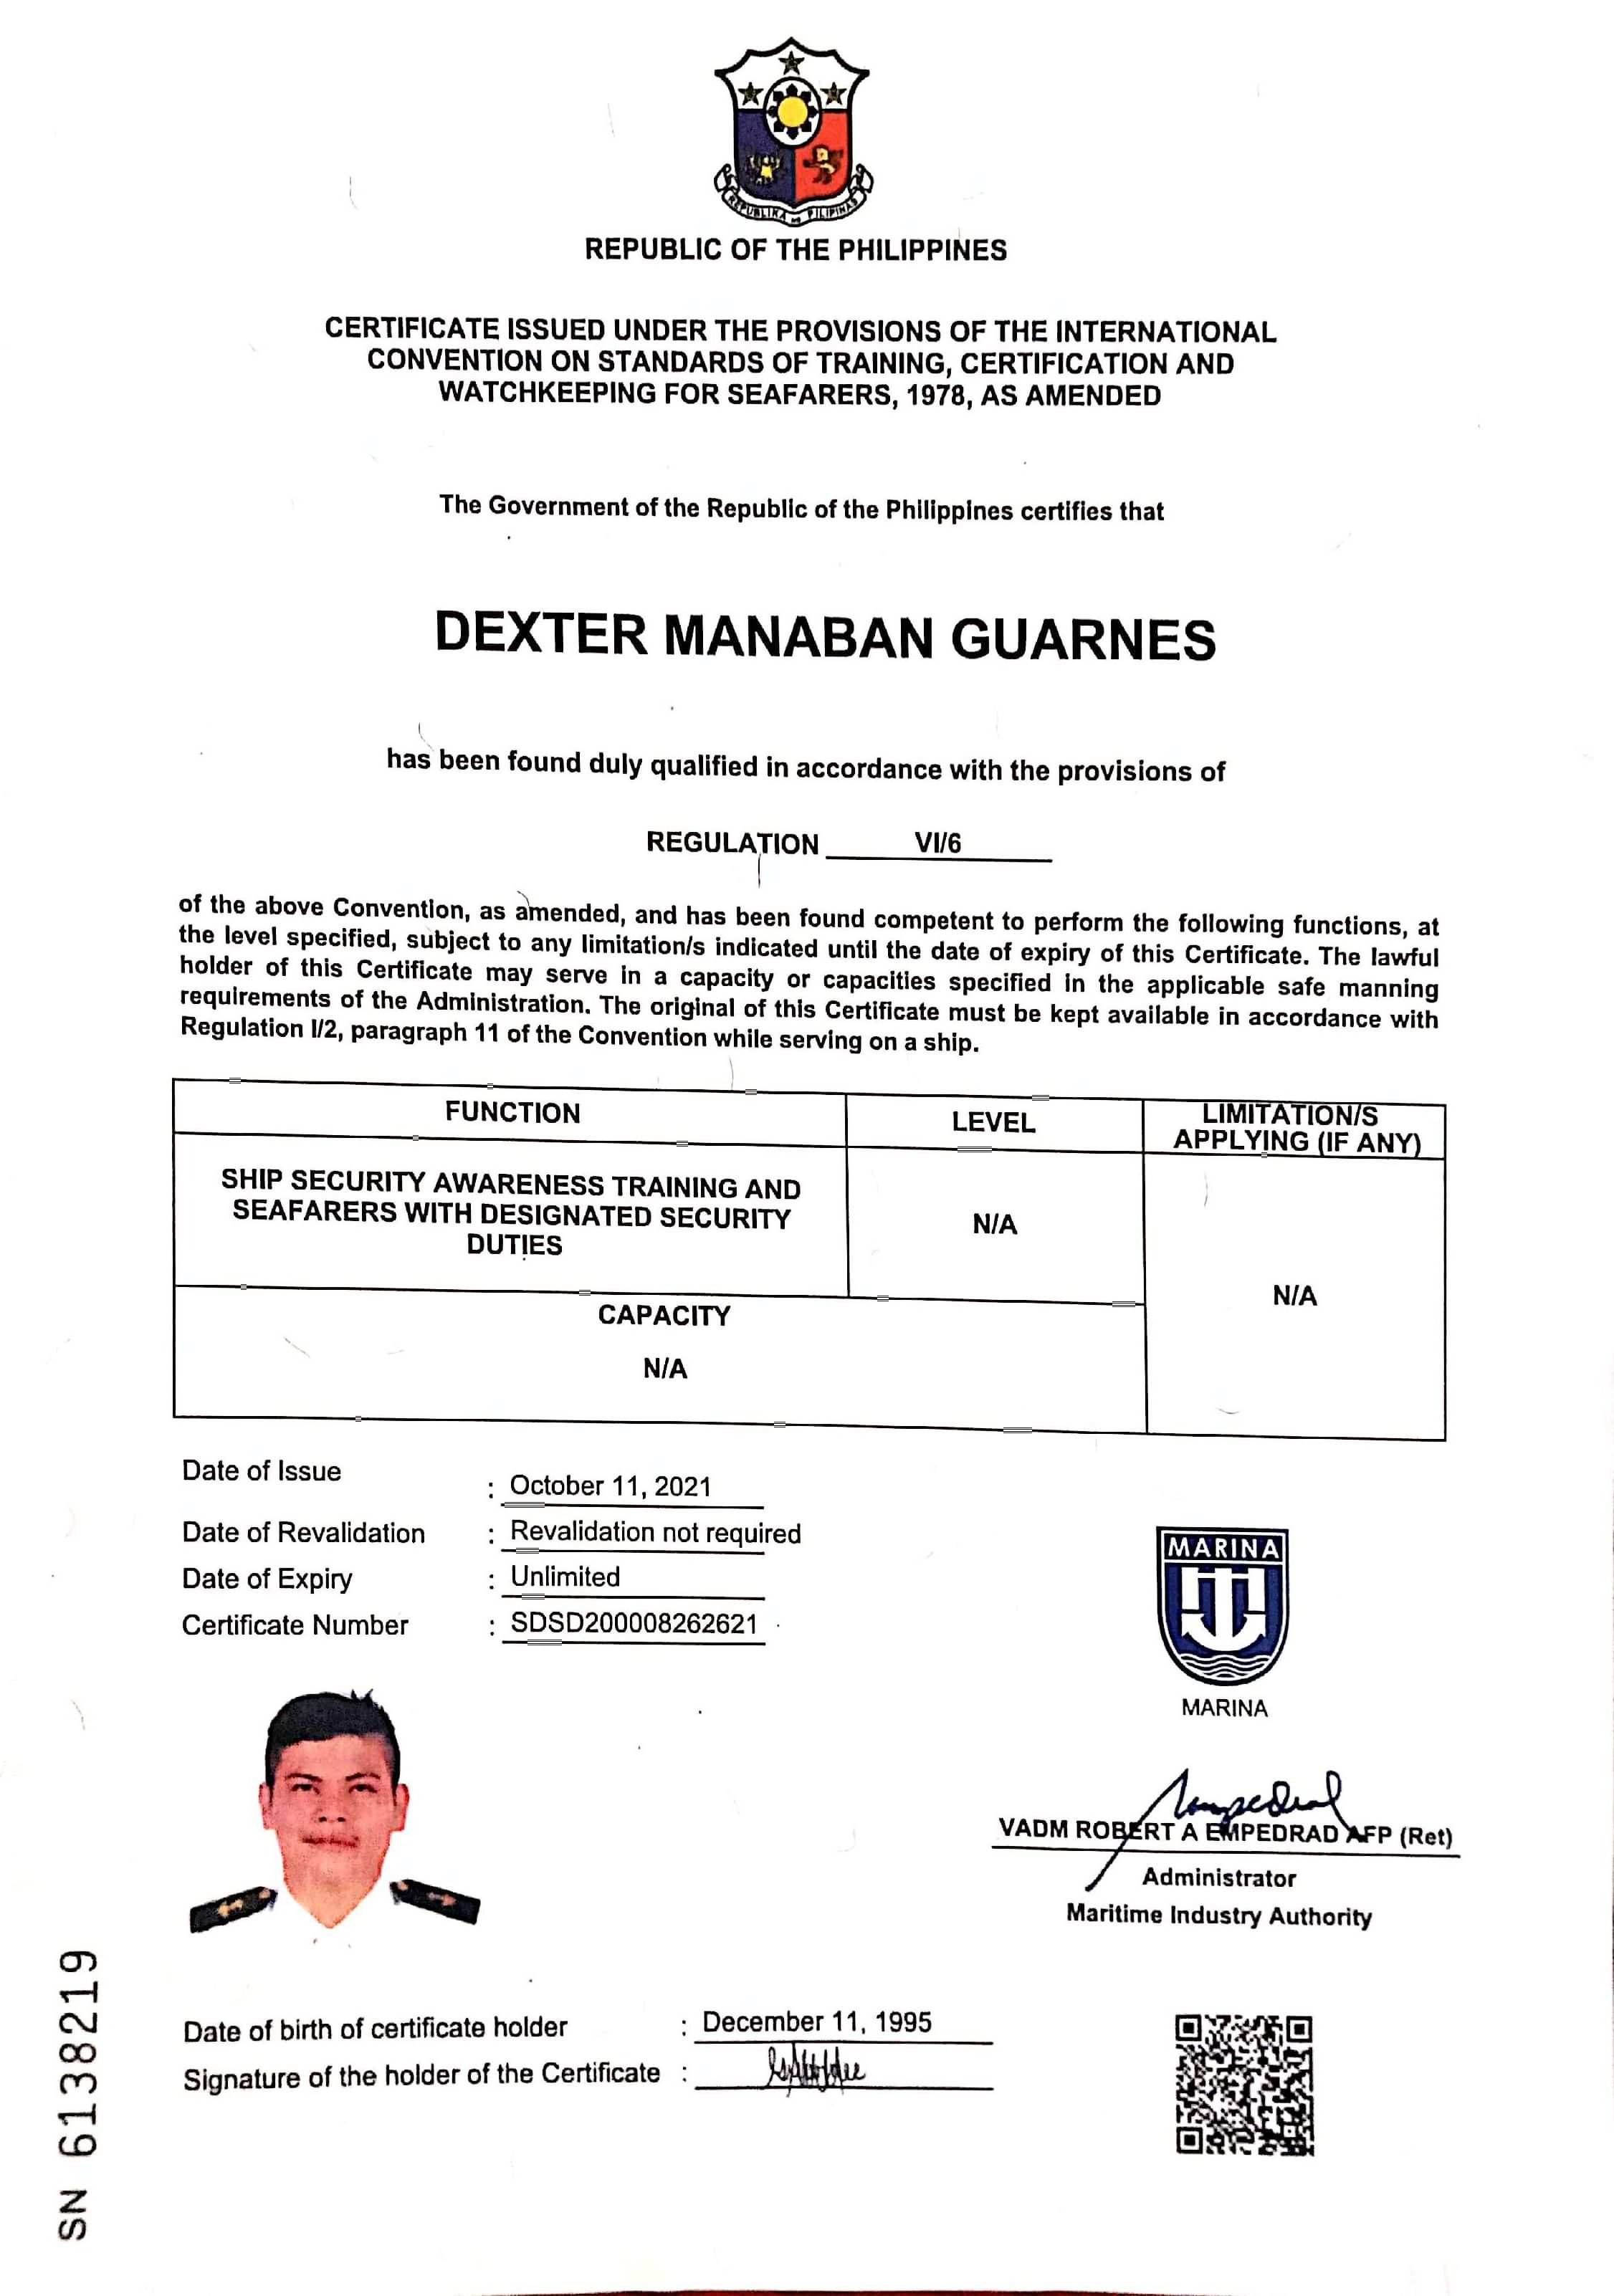 REPUBLIKA NG PILIPINAS
REPUBLIC OF THE PHILIPPINES
CERTIFICATE ISSUED UNDER THE PROVISIONS OF THE INTERNATIONAL
CONVENTION ON STANDARDS OF TRAINING, CERTIFICATION AND
WATCHKEEPING FOR SEAFARERS, 1978, AS AMENDED
The Government of the Republic of the Philippines certifies that
DEXTER MANABAN GUARNES
has been found duly qualified in accordance with the provisions of
REGULATION VI/6
of the above Convention, as amended, and has been found competent to perform the following functions, at
the level specified, subject to any limitation/s indicated until the date of expiry of this Certificate. The lawful
holder of this Certificate may serve in a capacity or capacities specified in the applicable safe manning
requirements of the Administration. The original of this Certificate must be kept available in accordance with
Regulation I/2, paragraph 11 of the Convention while serving on a ship.
FUNCTION LEVEL LIMITATION/S
APPLYING (IF ANY)
SHIP SECURITY AWARENESS TRAINING AND
SEAFARERS WITH DESIGNATED SECURITY
DUTIES
N/A
N/A
CAPACITY
N/A
Date of Issue : October 11, 2021
Date of Revalidation : Revalidation not required
Date of Expiry : Unlimited
Certificate Number : SDSD200008262621
MARINA
MARINA
VADM ROBERT A EMPEDRAD AFP (Ret)
Administrator
Maritime Industry Authority
Date of birth of certificate holder : December 11, 1995
Signature of the holder of the Certificate :
SN 6138219